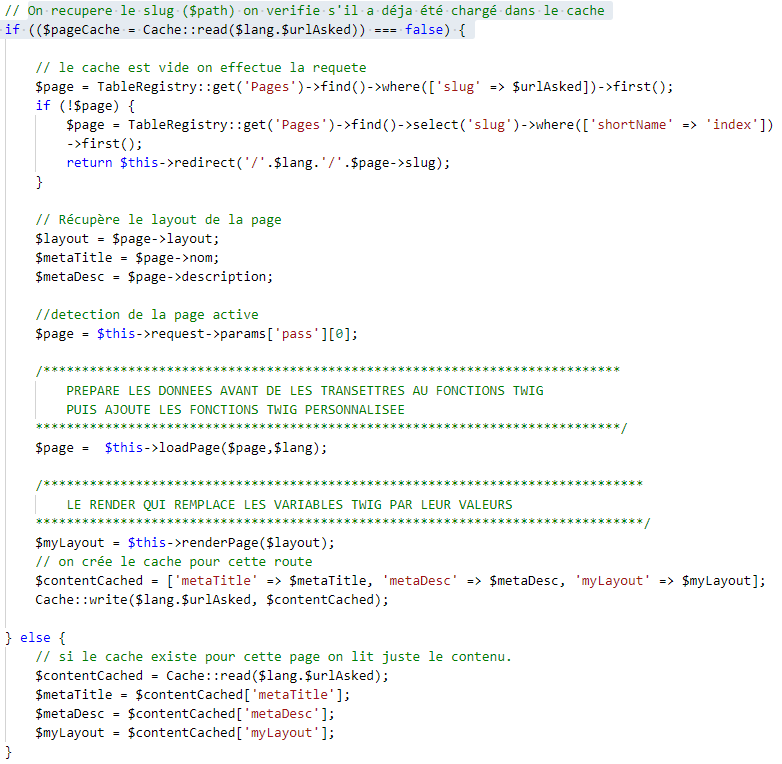 // On recupere le slug ($path) on verifie s'il a déja été chargé dans le cache
if (($pageCache = Cache::read($lang.$urlAsked)) === false) {
// le cache est vide on effectue la requete
$page = TableRegistry::get('Pages')->find()->where(['slug' => $urlAsked])->first();
if (!$page) {
$page = TableRegistry::get('Pages')->find()->select('slug')->where(['shortName' => 'index'])
->first();
return $this->redirect('/'.$lang.'/'.$page->slug);
}
// Récupère le layout de la page
$layout = $page->layout;
$metaTitle = $page->nom;
$metaDesc = $page->description;
//detection de la page active
$page = $this->request->params['pass'][0];
/***************************************************************************
PREPARE LES DONNEES AVANT DE LES TRANSETTRES AU FONCTIONS TWIG
PUIS AJOUTE LES FONCTIONS TWIG PERSONNALISEE
****************************************************************************/
$page =  $this->loadPage($page,$lang);
/******************************************************************************
LE RENDER QUI REMPLACE LES VARIABLES TWIG PAR LEUR VALEURS
*******************************************************************************/
$myLayout = $this->renderPage($layout);
// on crée le cache pour cette route
$contentCached = ['metaTitle' => $metaTitle, 'metaDesc' => $metaDesc, 'myLayout' => $myLayout];
Cache::write($lang.$urlAsked, $contentCached);
} else {
// si le cache existe pour cette page on lit juste le contenu.
$contentCached = Cache::read($lang.$urlAsked);
$metaTitle = $contentCached['metaTitle'];
$metaDesc = $contentCached['metaDesc'];
$myLayout = $contentCached['myLayout'];
}